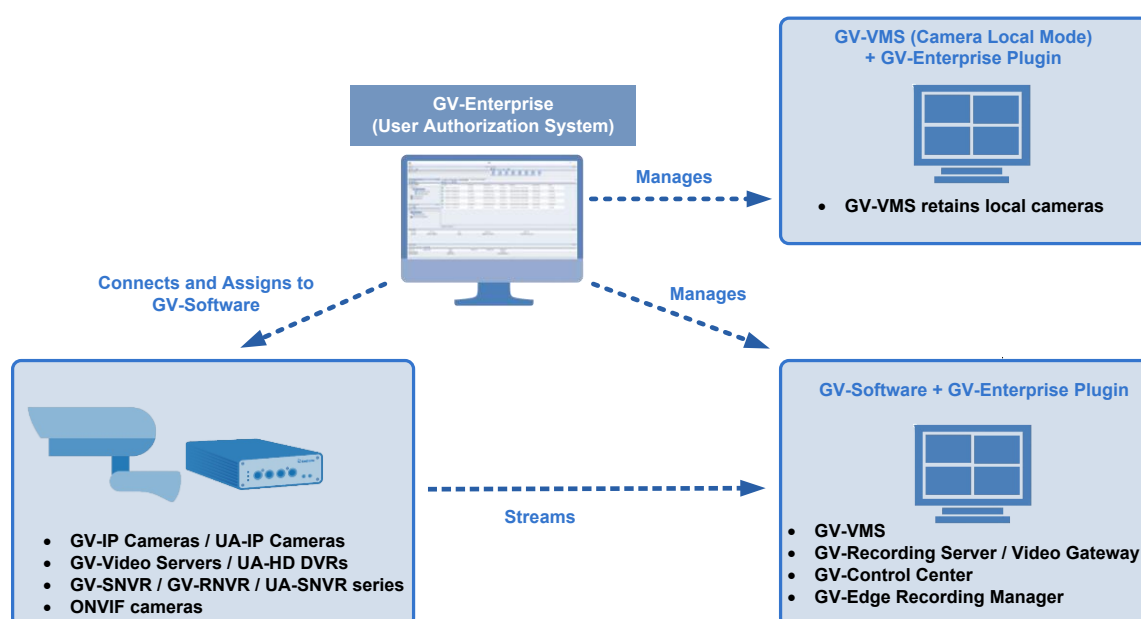 GV-VMS (Camera Local Mode)
+ GV-Enterprise Plugin
GV-Enterprise
(User Authorization System)
Manages
• GV-VMS retains local cameras
Connects and Assigns to
GV-Software
Manages
GV-Software + GV-Enterprise Plugin
Streams
• GV-IP Cameras / UA-IP Cameras
• GV-Video Servers / UA-HD DVRs
• GV-SNVR / GV-RNVR / UA-SNVR series
• ONVIF cameras
• GV-VMS
• GV-Recording Server / Video Gateway
• GV-Control Center
• GV-Edge Recording Manager